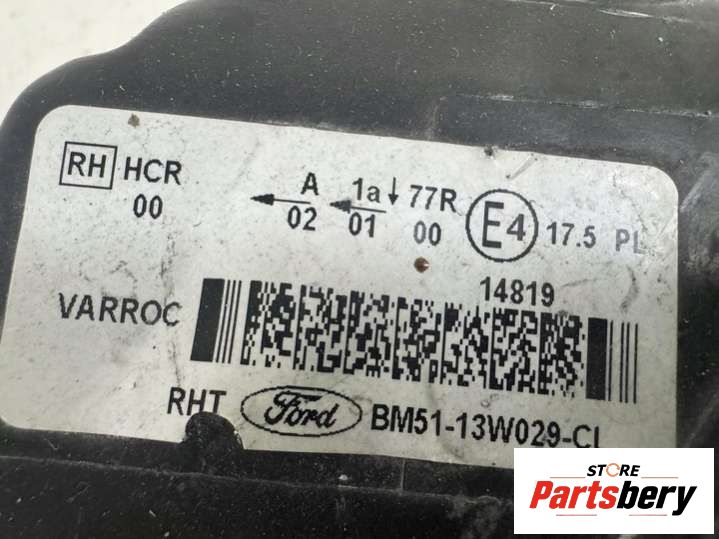 RH HCR A 1a 77R
00 02 01 00 E4 17.5 PL
14819
VARROC
RHT Ford BM51-13W029-
STORE
Partsbery